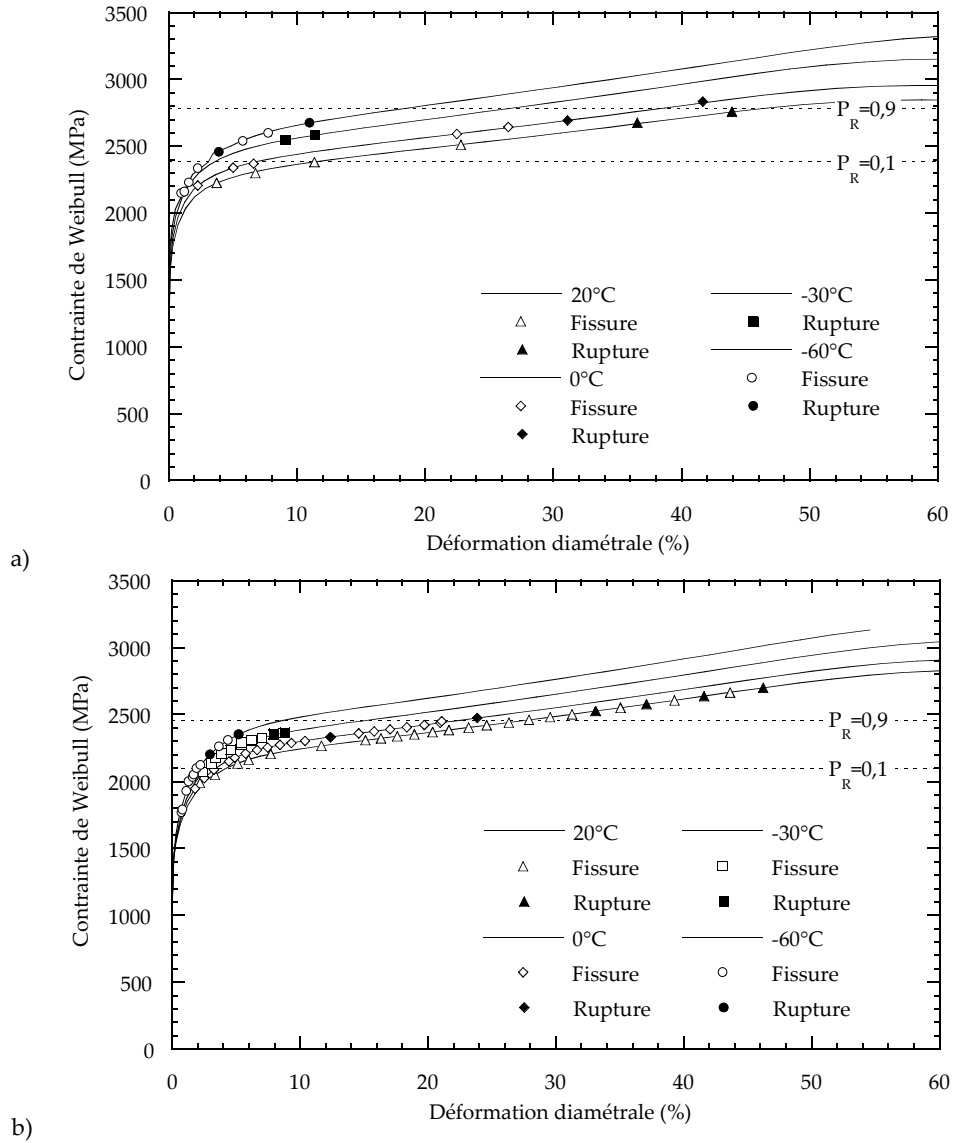 3500
3000
2500
2000
1500
1000
500
0
Contrainte de Weibull (MPa)
P_R=0,9
P_R=0,1
20°C -30°C
Fissure Rupture
Rupture -60°C
0°C Fissure
Fissure Rupture
Rupture
0 10 20 30 40 50 60
Déformation diamétrale (%)
a)
3500
3000
2500
2000
1500
1000
500
0
Contrainte de Weibull (MPa)
P_R=0,9
P_R=0,1
20°C -30°C
Fissure Fissure
Rupture Rupture
0°C -60°C
Fissure Fissure
Rupture Rupture
0 10 20 30 40 50 60
Déformation diamétrale (%)
b)